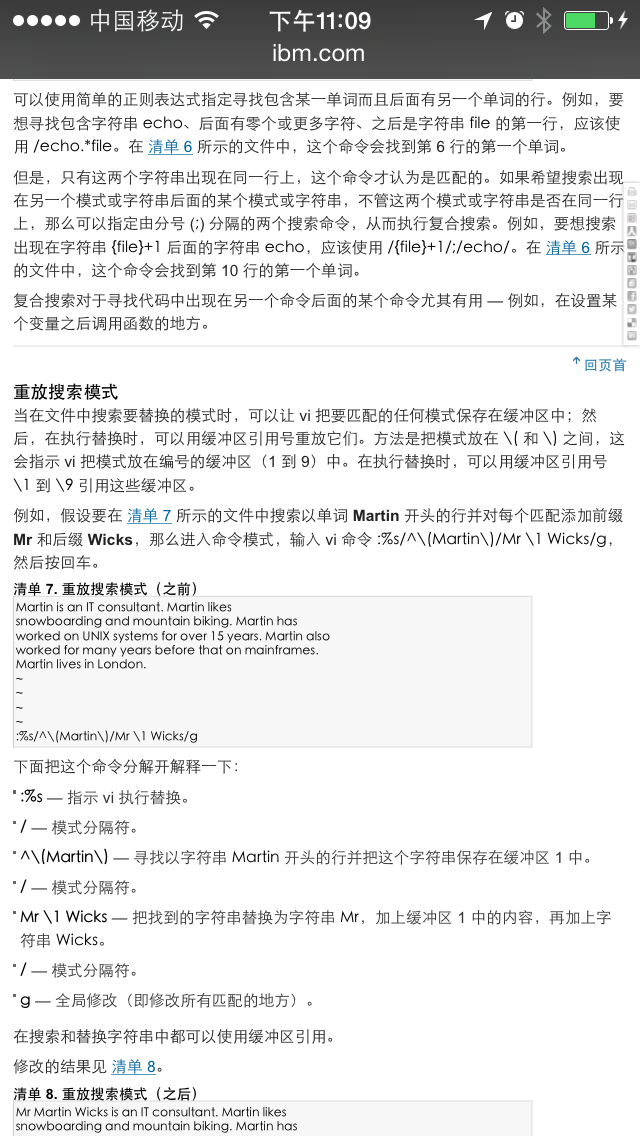 中国移动 下午11:09
ibm.com
可以使用简单的正则表达式指定寻找包含某一单词而且后面有另一个单词的行。例如，要
想寻找包含字符串 echo、后面有零个或更多字符、之后是字符串 file 的第一行，应该使
用 /echo.*file。在 清单 6 所示的文件中，这个命令会找到第 6 行的第一个单词。
但是，只有这两个字符串出现在同一行上，这个命令才认为是匹配的。如果希望搜索出现
在另一个模式或字符串后面的某个模式或字符串，不管这两个模式或字符串是否在同一行
上，那么可以指定由分号 (;) 分隔的两个搜索命令，从而执行复合搜索。例如，要想搜索
出现在字符串 {file}+1 后面的字符串 echo，应该使用 /{file}+1/;/echo/。在 清单 6 所示
的文件中，这个命令会找到第 10 行的第一个单词。
复合搜索对于寻找代码中出现在另一个命令后面的某个命令尤其有用 — 例如，在设置某
个变量之后调用函数的地方。
回页首
重放搜索模式
当在文件中搜索要替换的模式时，可以让 vi 把要匹配的任何模式保存在缓冲区中；然
后，在执行替换时，可以用缓冲区引用号重放它们。方法是把模式放在 \( 和 \) 之间，这
会指示 vi 把模式放在编号的缓冲区（1 到 9）中。在执行替换时，可以用缓冲区引用号
\1 到 \9 引用这些缓冲区。
例如，假设要在 清单 7 所示的文件中搜索以单词 Martin 开头的行并对每个匹配添加前缀
Mr 和后缀 Wicks，那么进入命令模式，输入 vi 命令 :%s/^\(Martin\)/Mr \1 Wicks/g，
然后按回车。
清单 7. 重放搜索模式（之前）
Martin is an IT consultant. Martin likes
snowboarding and mountain biking. Martin has
worked on UNIX systems for over 15 years. Martin also
worked for many years before that on mainframes.
Martin lives in London.
~
~
~
~
:%s/^\(Martin\)/Mr \1 Wicks/g
下面把这个命令分解开解释一下：
:%s — 指示 vi 执行替换。
/ — 模式分隔符。
^\(Martin\) — 寻找以字符串 Martin 开头的行并把这个字符串保存在缓冲区 1 中。
/ — 模式分隔符。
Mr \1 Wicks — 把找到的字符串替换为字符串 Mr，加上缓冲区 1 中的内容，再加上字
符串 Wicks。
/ — 模式分隔符。
g — 全局修改（即修改所有匹配的地方）。
在搜索和替换字符串中都可以使用缓冲区引用。
修改的结果见 清单 8。
清单 8. 重放搜索模式（之后）
Mr Martin Wicks is an IT consultant. Martin likes
snowboarding and mountain biking. Martin has